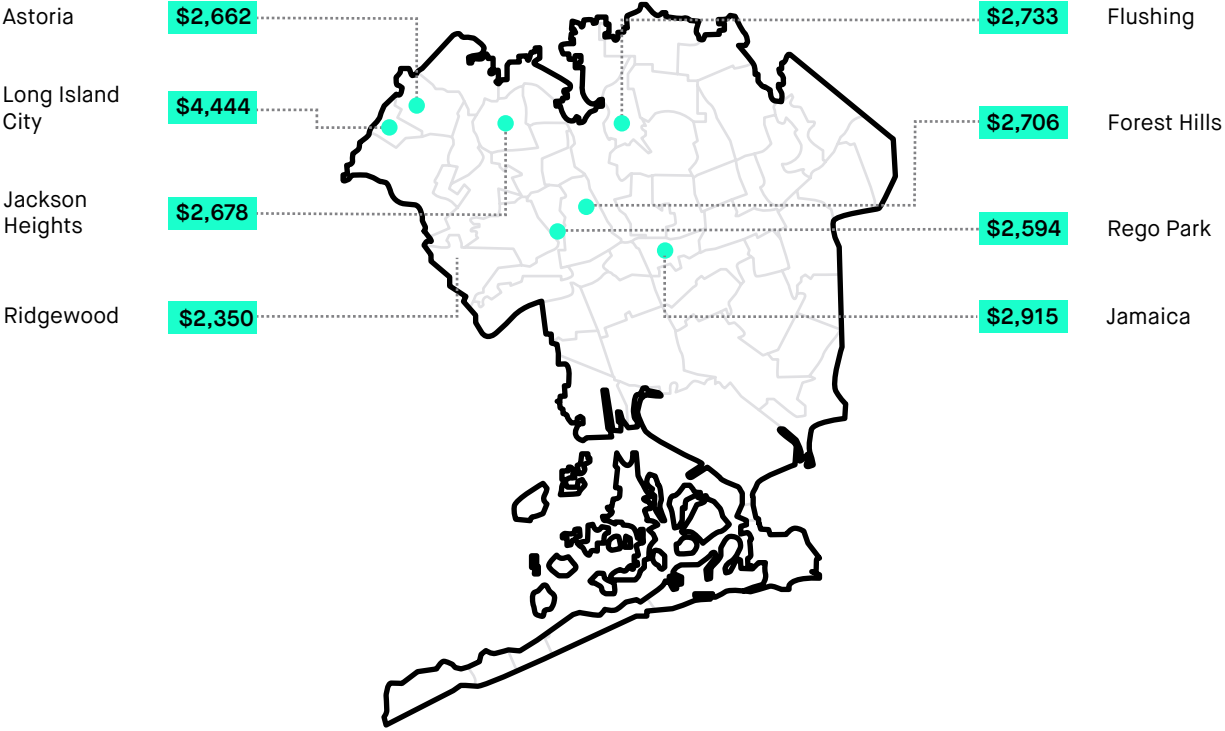 Astoria
$2,662
Long Island
City
$4,444
Jackson
Heights
$2,678
Ridgewood
$2,350
$2,733
Flushing
$2,706
Forest Hills
$2,594
Rego Park
$2,915
Jamaica